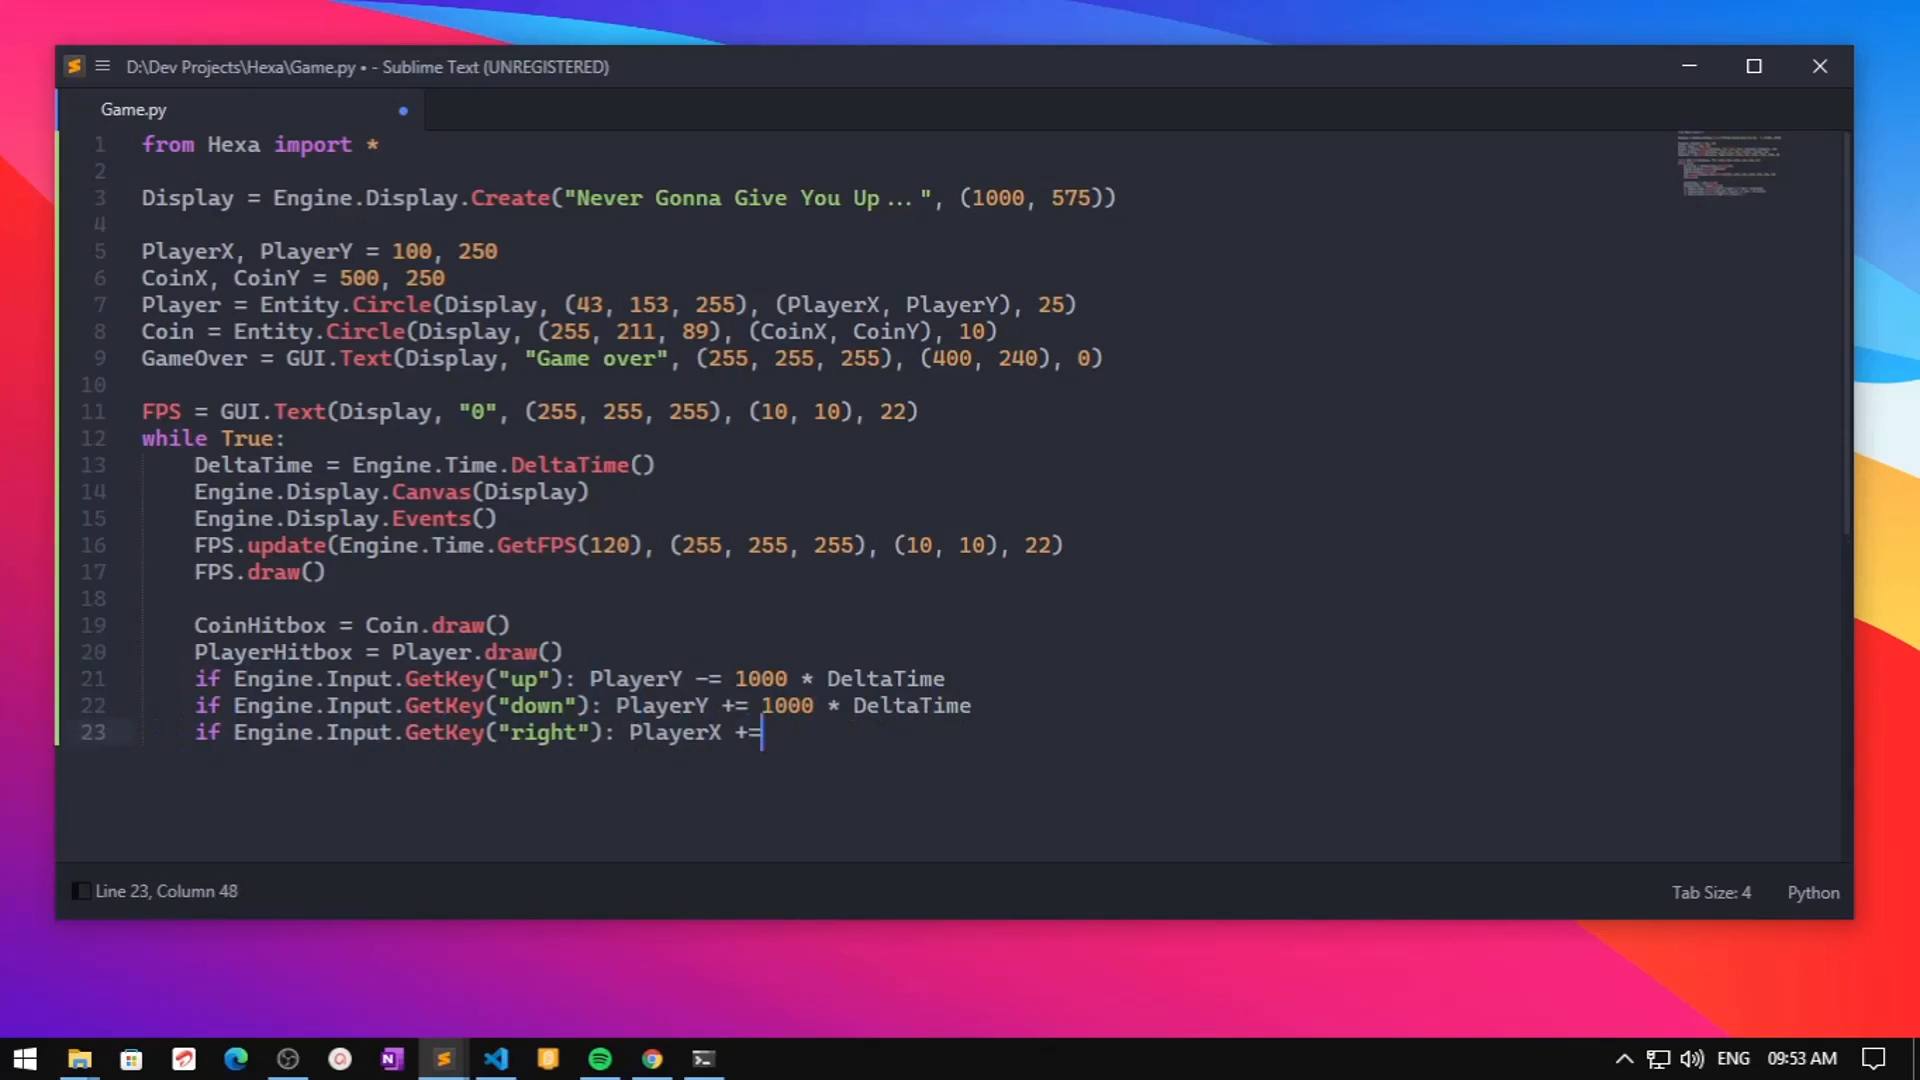 D:\Dev Projects\Hexa\Game.py • - Sublime Text (UNREGISTERED)
Game.py
1 from Hexa import *
2
3 Display = Engine.Display.Create("Never Gonna Give You Up...", (1000, 575))
4
5 PlayerX, PlayerY = 100, 250
6 CoinX, CoinY = 500, 250
7 Player = Entity.Circle(Display, (43, 153, 255), (PlayerX, PlayerY), 25)
8 Coin = Entity.Circle(Display, (255, 211, 89), (CoinX, CoinY), 10)
9 GameOver = GUI.Text(Display, "Game over", (255, 255, 255), (400, 240), 0)
10
11 FPS = GUI.Text(Display, "0", (255, 255, 255), (10, 10), 22)
12 while True:
13 DeltaTime = Engine.Time.DeltaTime()
14 Engine.Display.Canvas(Display)
15 Engine.Display.Events()
16 FPS.update(Engine.Time.GetFPS(120), (255, 255, 255), (10, 10), 22)
17 FPS.draw()
18
19 CoinHitbox = Coin.draw()
20 PlayerHitbox = Player.draw()
21 if Engine.Input.GetKey("up"): PlayerY -= 1000 * DeltaTime
22 if Engine.Input.GetKey("down"): PlayerY += 1000 * DeltaTime
23 if Engine.Input.GetKey("right"): PlayerX +=
Line 23, Column 48
Tab Size: 4
Python
ENG
09:53 AM